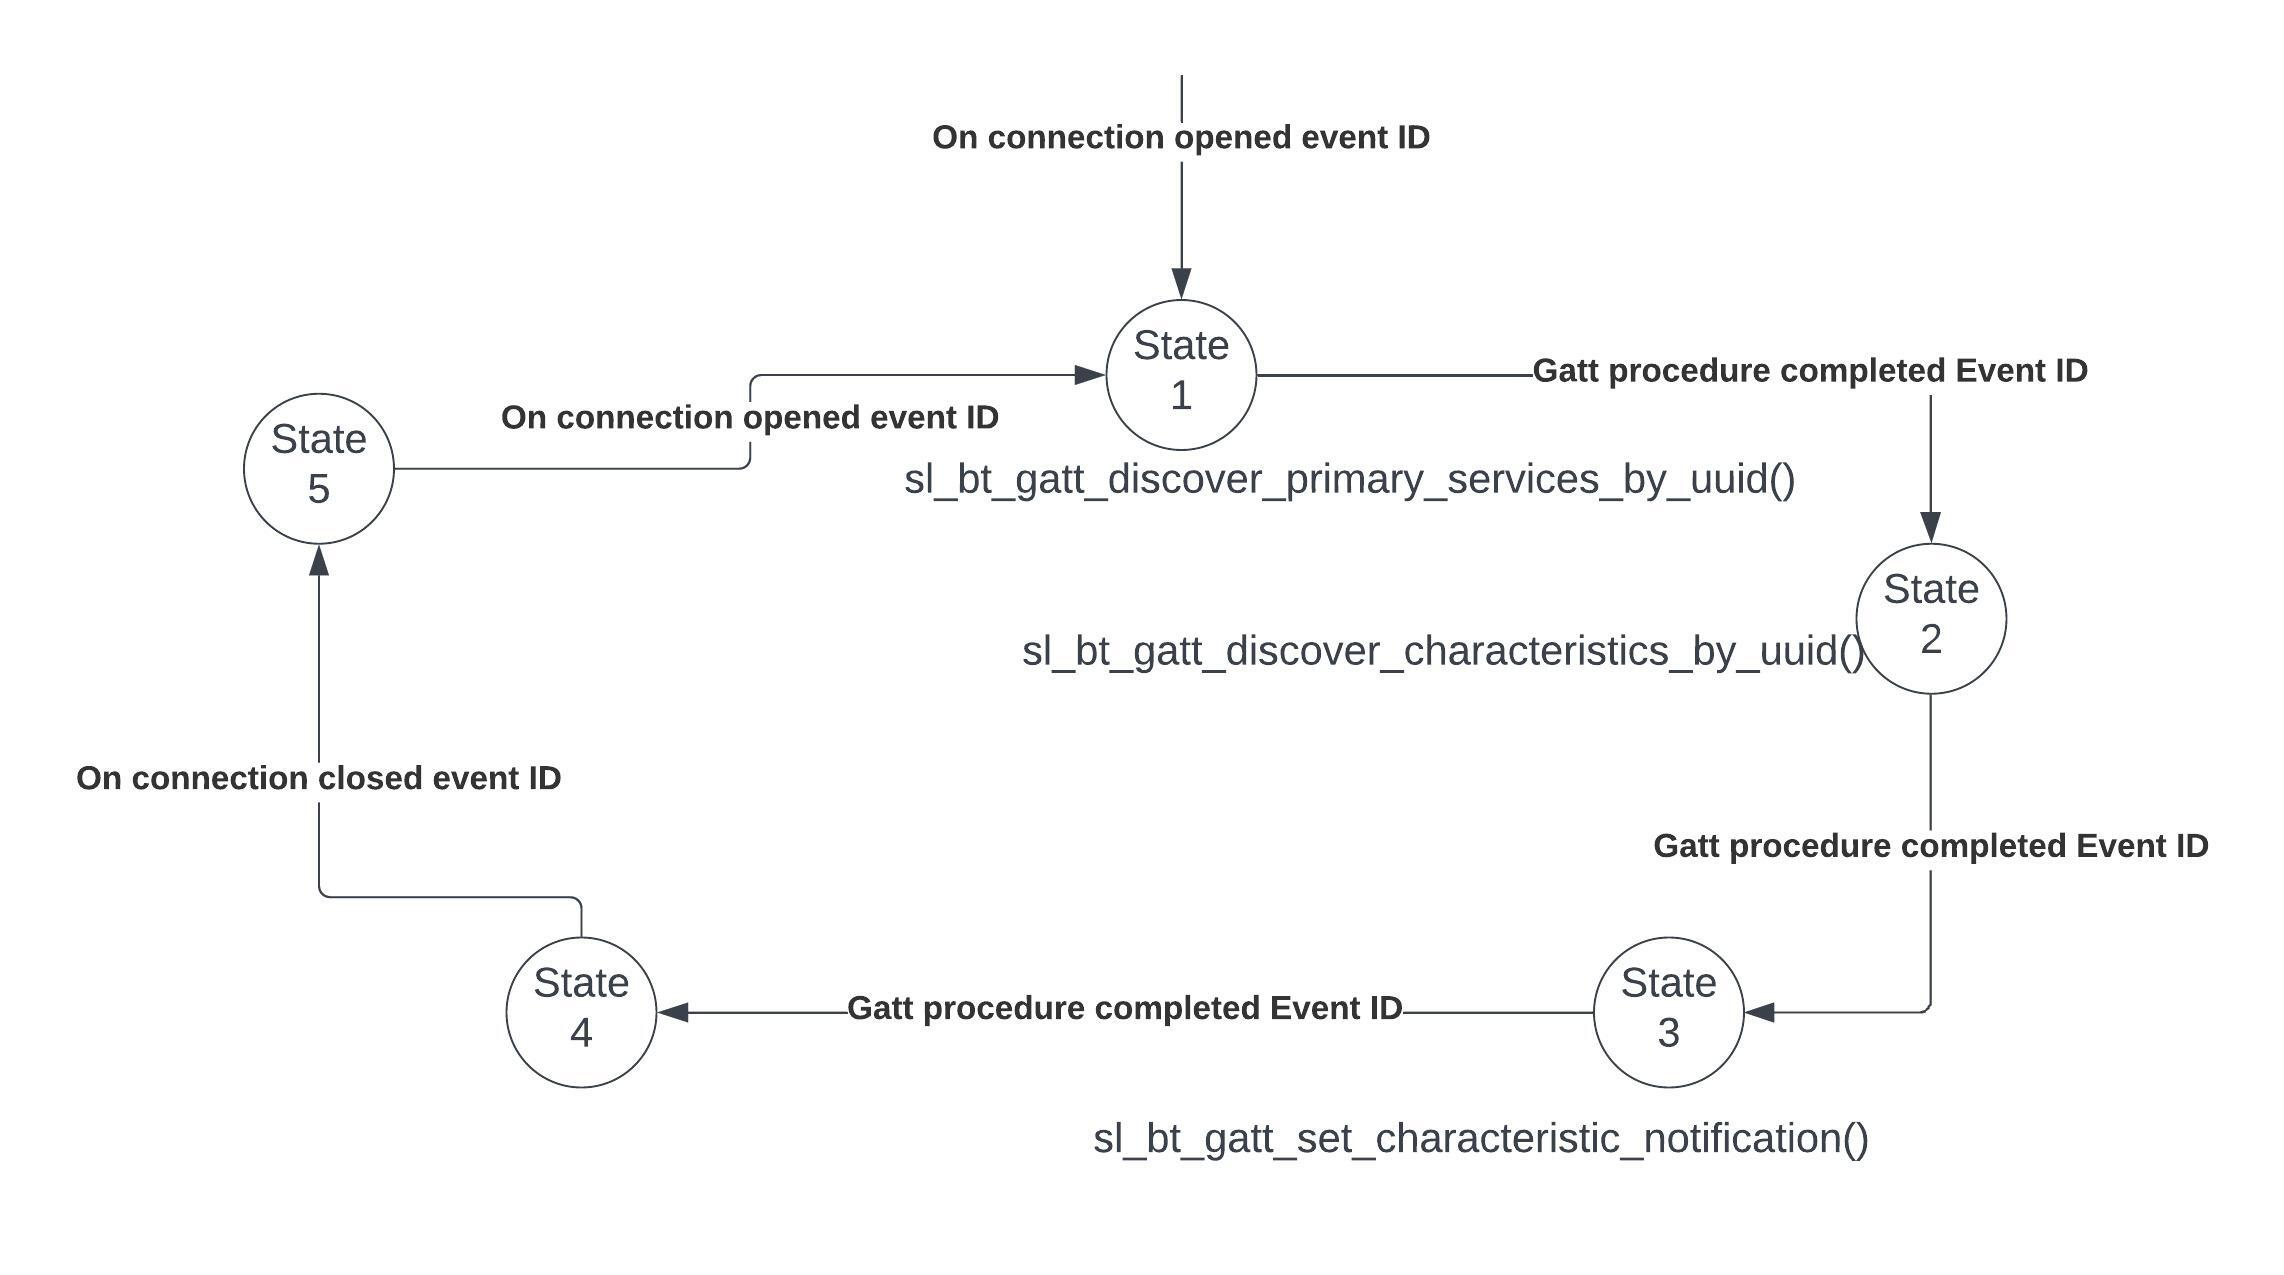 On connection opened event ID
State
1
Gatt procedure completed Event ID
On connection opened event ID
State
5
sl_bt_gatt_discover_primary_services_by_uuid()
State
2
sl_bt_gatt_discover_characteristics_by_uuid()
On connection closed event ID
Gatt procedure completed Event ID
State
4
Gatt procedure completed Event ID
State
3
sl_bt_gatt_set_characteristic_notification()